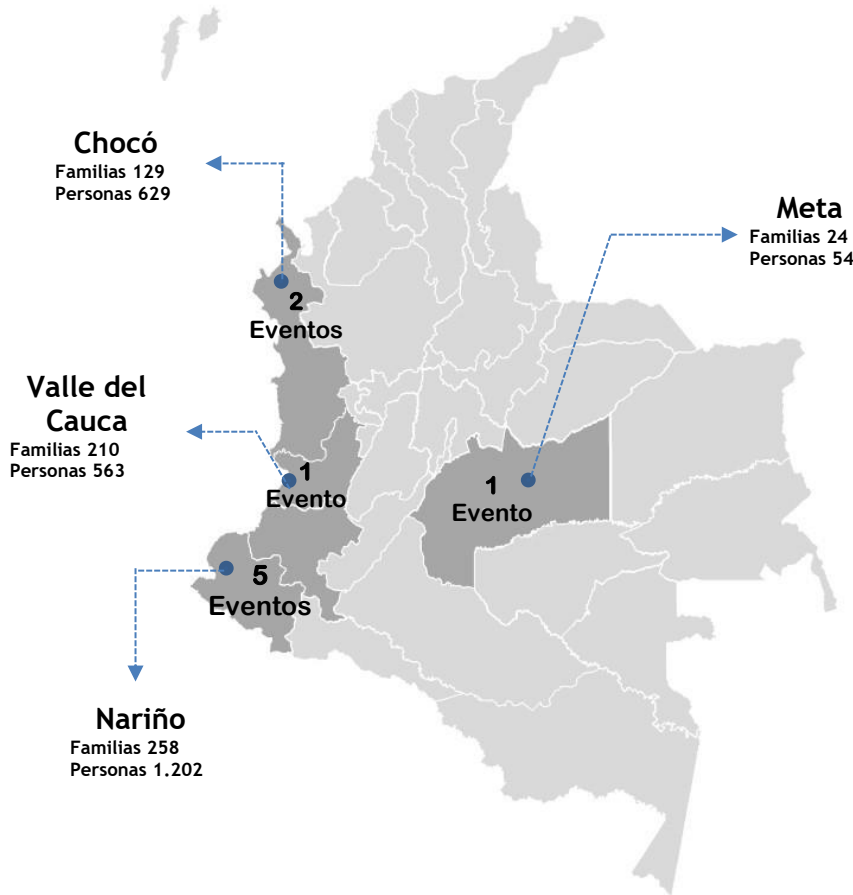 Chocó
Familias 129
Personas 629
Meta
Familias 24
Personas 54
2
Eventos
Valle del
Cauca
Familias 210
Personas 563
1
Evento
1
Evento
5
Eventos
Nariño
Familias 258
Personas 1.202